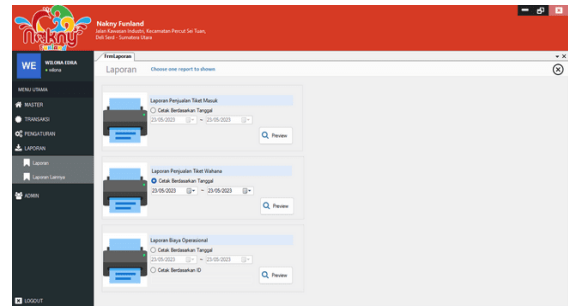 Nakny
Funland
Nakny Funland
Jalan Kawasan Industri, Kecamatan Percut Sei Tuan,
Deli Serd - Sumatera Utara
WE
WILONA EDNA
• wilona
MENU UTAMA
MASTER
TRANSAKSI
PENGATURAN
LAPORAN
Laporan
Laporan Lainnya
ADMIN
LOGOUT
FrmLaporan
Laporan
Choose one report to shown
Laporan Penjualan Tiket Masuk
Cetak Berdasarkan Tanggal
23/05/2023 ~ 23/05/2023
Preview
Laporan Penjualan Tiket Wahana
Cetak Berdasarkan Tanggal
23/05/2023 ~ 23/05/2023
Preview
Laporan Biaya Operasional
Cetak Berdasarkan Tanggal
23/05/2023 ~ 23/05/2023
Cetak Berdasarkan ID
Preview